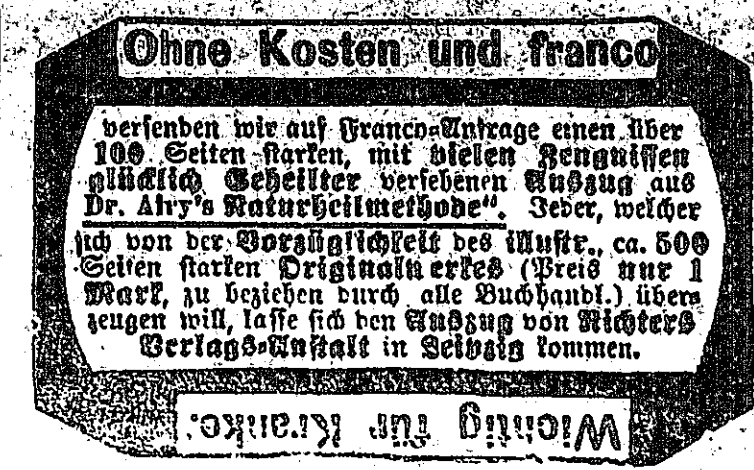 Ohne Kosten und franco
versenden wir auf Franco-Anfrage einen über
100 Seiten starken, mit vielen Zeugnissen
glücklich Geheilter versehenen Auszug aus
Dr. Airy's Naturheilmethode". Jeder, welcher
sich von der Vorzüglichkeit des illustr., ca. 500
Seiten starken Originalwerkes (Preis nur 1
Mark, zu beziehen durch alle Buchhandl.) über-
zeugen will, lasse sich den Auszug von Richters
Verlags-Anstalt in Leipzig kommen.
Wichtig für Kranke.